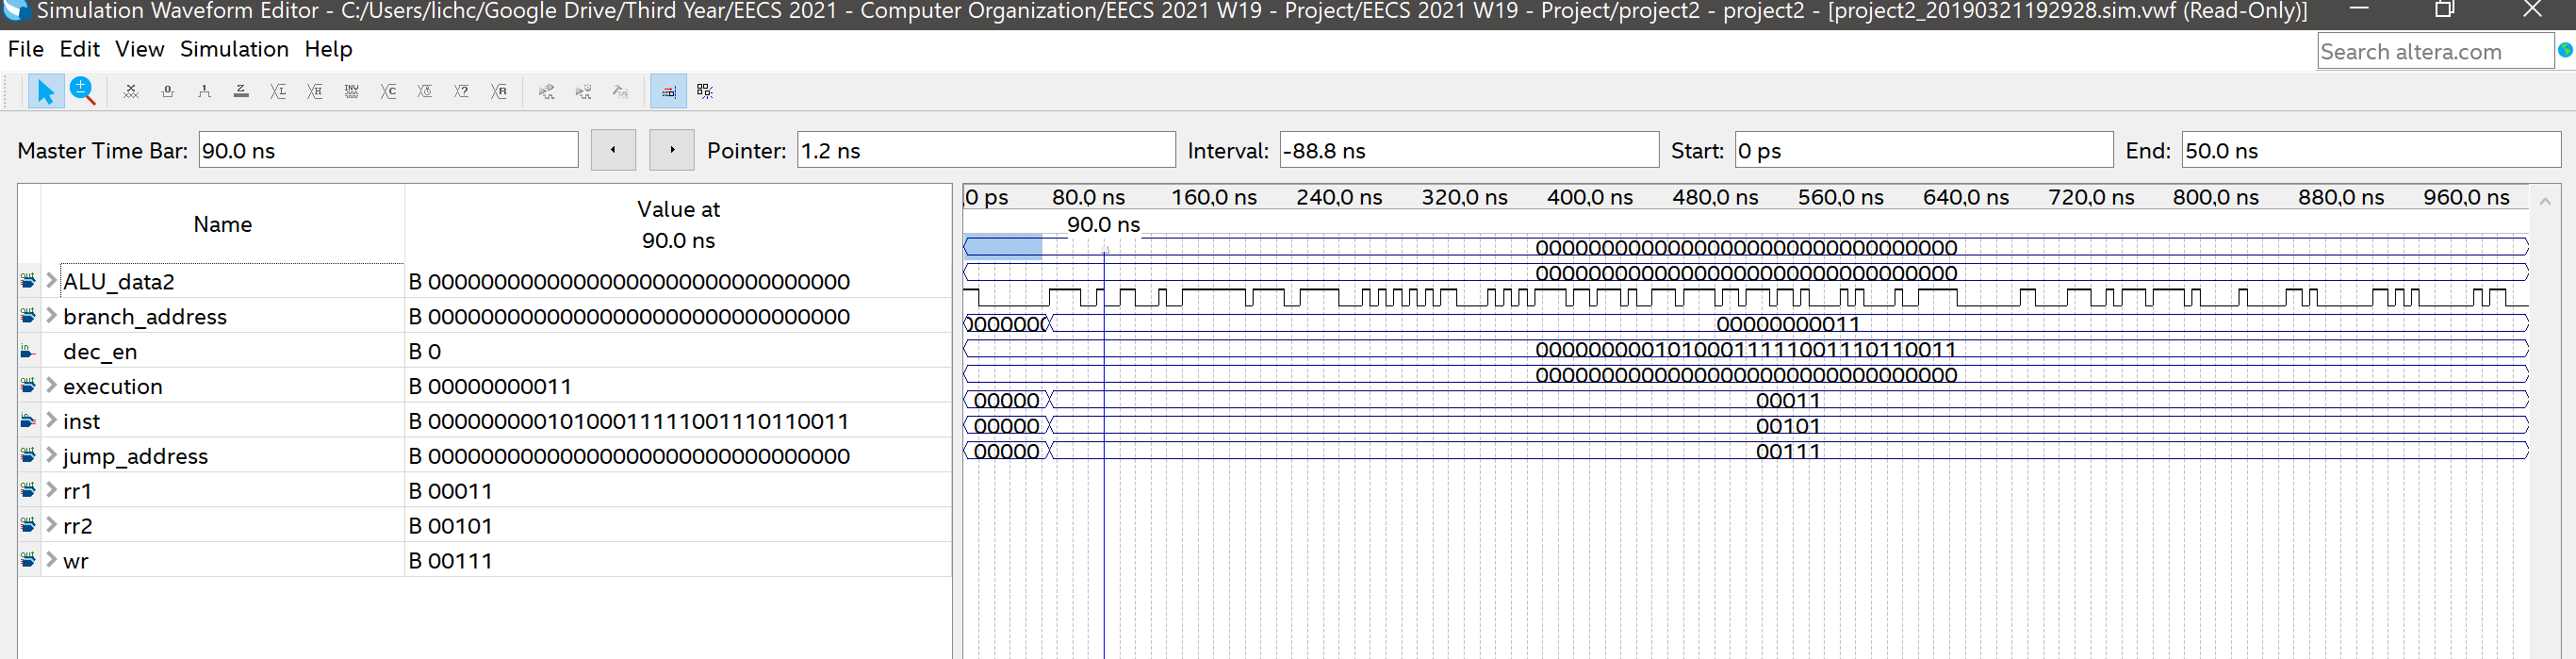 Simulation Waveform Editor - C:/Users/lichc/Google Drive/Third Year/EECS 2021 - Computer Organization/EECS 2021 W19 - Project/EECS 2021 W19 - Project/project2 - project2 - [project2_20190321192928.sim.vwf (Read-Only)]
File Edit View Simulation Help
Search altera.com
Master Time Bar: 90.0 ns Pointer: 1.2 ns Interval: -88.8 ns Start: 0 ps End: 50.0 ns
Name
Value at
90.0 ns
ALU_data2 B 00000000000000000000000000000000
branch_address B 00000000000000000000000000000000
dec_en B 0
execution B 00000000011
inst B 00000000010100011111001110110011
jump_address B 00000000000000000000000000000000
rr1 B 00011
rr2 B 00101
wr B 00111
0 ps 80.0 ns 160.0 ns 240.0 ns 320.0 ns 400.0 ns 480.0 ns 560.0 ns 640.0 ns 720.0 ns 800.0 ns 880.0 ns 960.0 ns
90.0 ns
00000000000000000000000000000000
00000000000000000000000000000000
00000000011
00000000010100011111001110110011
00000000000000000000000000000000
00000 00011
00000 00101
00000 00111